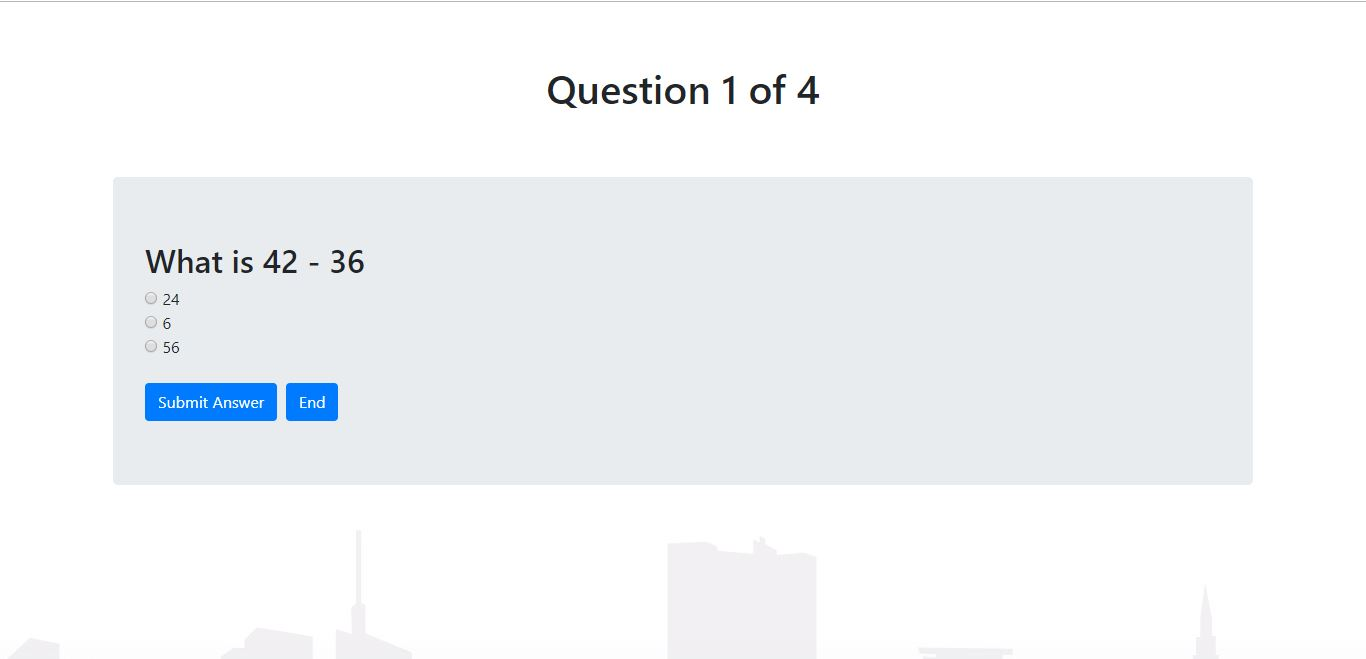 Question 1 of 4
What is 42 - 36
24
6
56
Submit Answer End